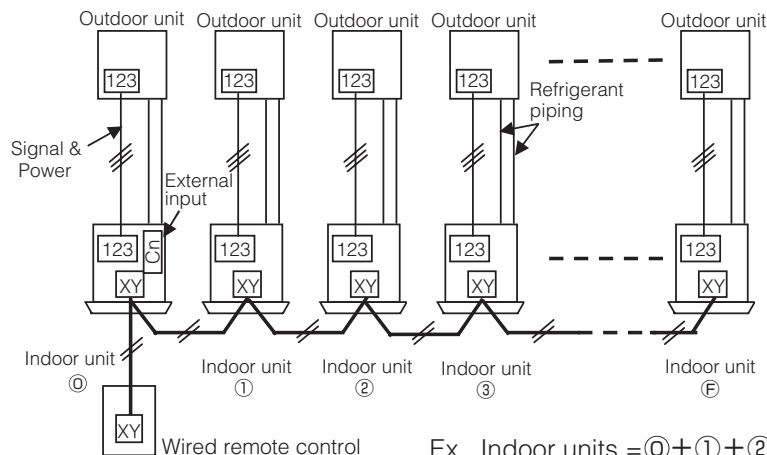 Outdoor unit Outdoor unit Outdoor unit Outdoor unit Outdoor unit
123 123 123 123 123
Refrigerant
piping
Signal &
Power
External
input
123 Cn 123 123 123 123
XY XY XY XY XY
Indoor unit Indoor unit Indoor unit Indoor unit Indoor unit
⓪ ① ② ③ Ⓕ
XY
Wired remote control
Ex. Indoor units =⓪+①+②